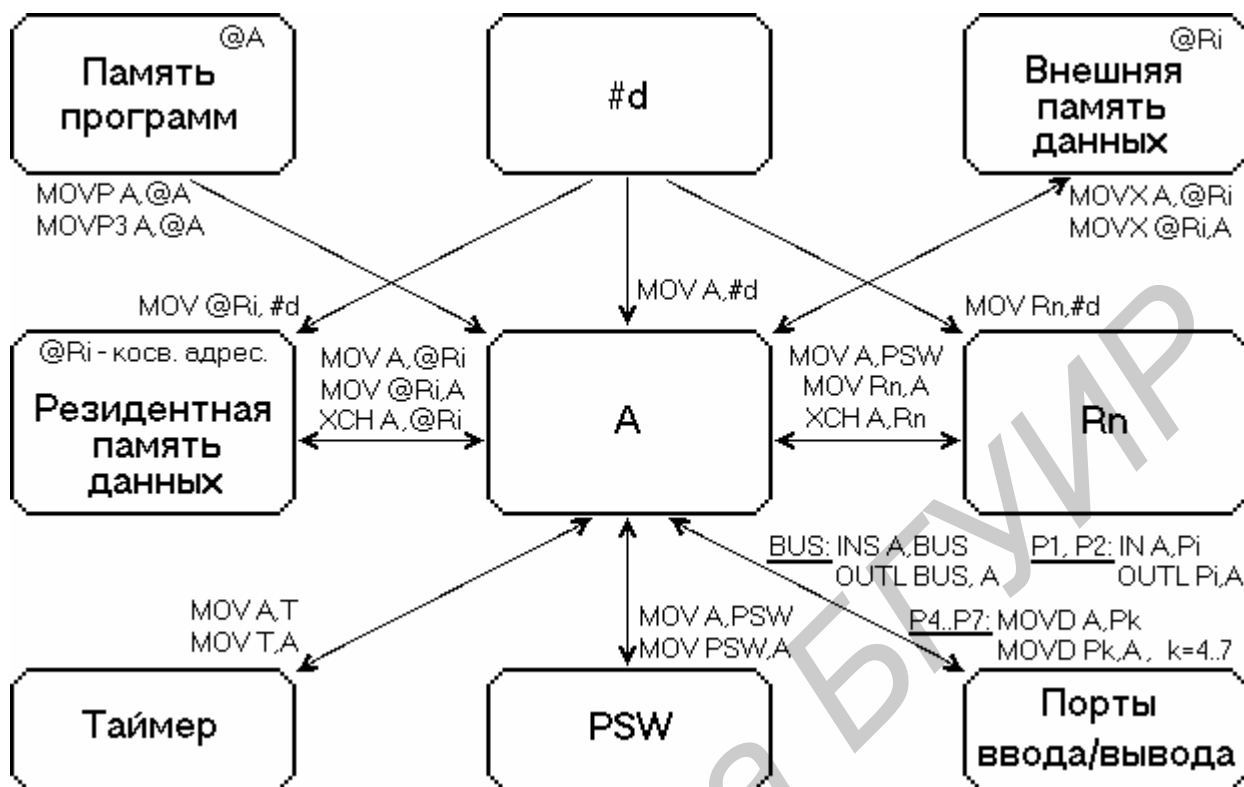 @A
Память
программ
#d
@Ri
Внешняя
память
данных
MOVP A,@A
MOVP3 A,@A
MOVX A,@Ri
MOVX @Ri,A
MOV @Ri, #d
MOV A,#d
MOV Rn,#d
@Ri - косв. адрес.
Резидентная
память
данных
MOV A,@Ri
MOV @Ri,A
XCH A,@Ri
A
MOV A,PSW
MOV Rn,A
XCH A,Rn
Rn
BUS: INS A,BUS
OUTL BUS, A
P1, P2: IN A,Pi
OUTL Pi,A
MOV A,T
MOV T,A
MOV A,PSW
MOV PSW,A
P4..P7: MOVD A,Pk
MOVD Pk,A, k=4..7
Таймер
PSW
Порты
ввода/вывода
а БГУИР